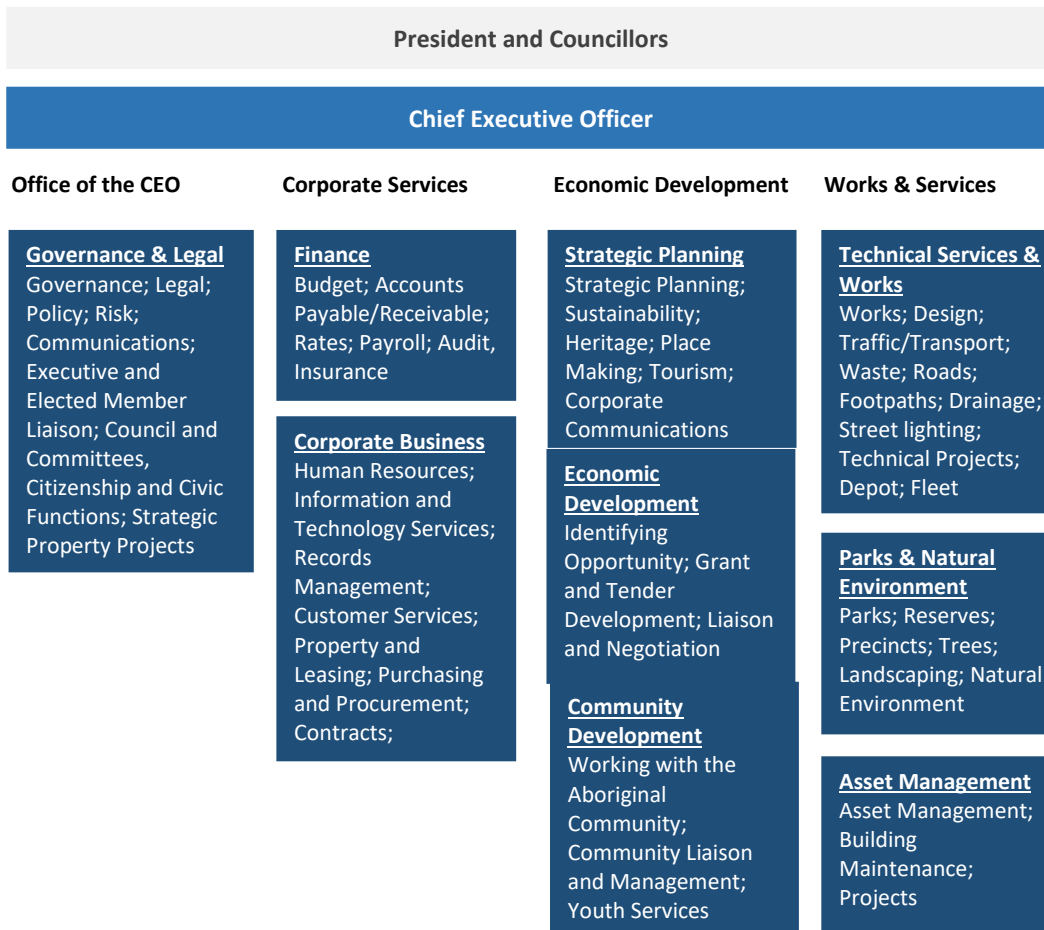 President and Councillors
Chief Executive Officer
Office of the CEO
Governance & Legal
Governance; Legal;
Policy; Risk;
Communications;
Executive and
Elected Member
Liaison; Council and
Committees,
Citizenship and Civic
Functions; Strategic
Property Projects
Corporate Services
Finance
Budget; Accounts
Payable/Receivable;
Rates; Payroll; Audit,
Insurance
Corporate Business
Human Resources;
Information and
Technology Services;
Records
Management;
Customer Services;
Property and
Leasing; Purchasing
and Procurement;
Contracts;
Economic Development
Strategic Planning
Strategic Planning;
Sustainability;
Heritage; Place
Making; Tourism;
Corporate
Communications
Economic
Development
Identifying
Opportunity; Grant
and Tender
Development; Liaison
and Negotiation
Community
Development
Working with the
Aboriginal
Community;
Community Liaison
and Management;
Youth Services
Works & Services
Technical Services &
Works
Works; Design;
Traffic/Transport;
Waste; Roads;
Footpaths; Drainage;
Street lighting;
Technical Projects;
Depot; Fleet
Parks & Natural
Environment
Parks; Reserves;
Precincts; Trees;
Landscaping; Natural
Environment
Asset Management
Asset Management;
Building
Maintenance;
Projects